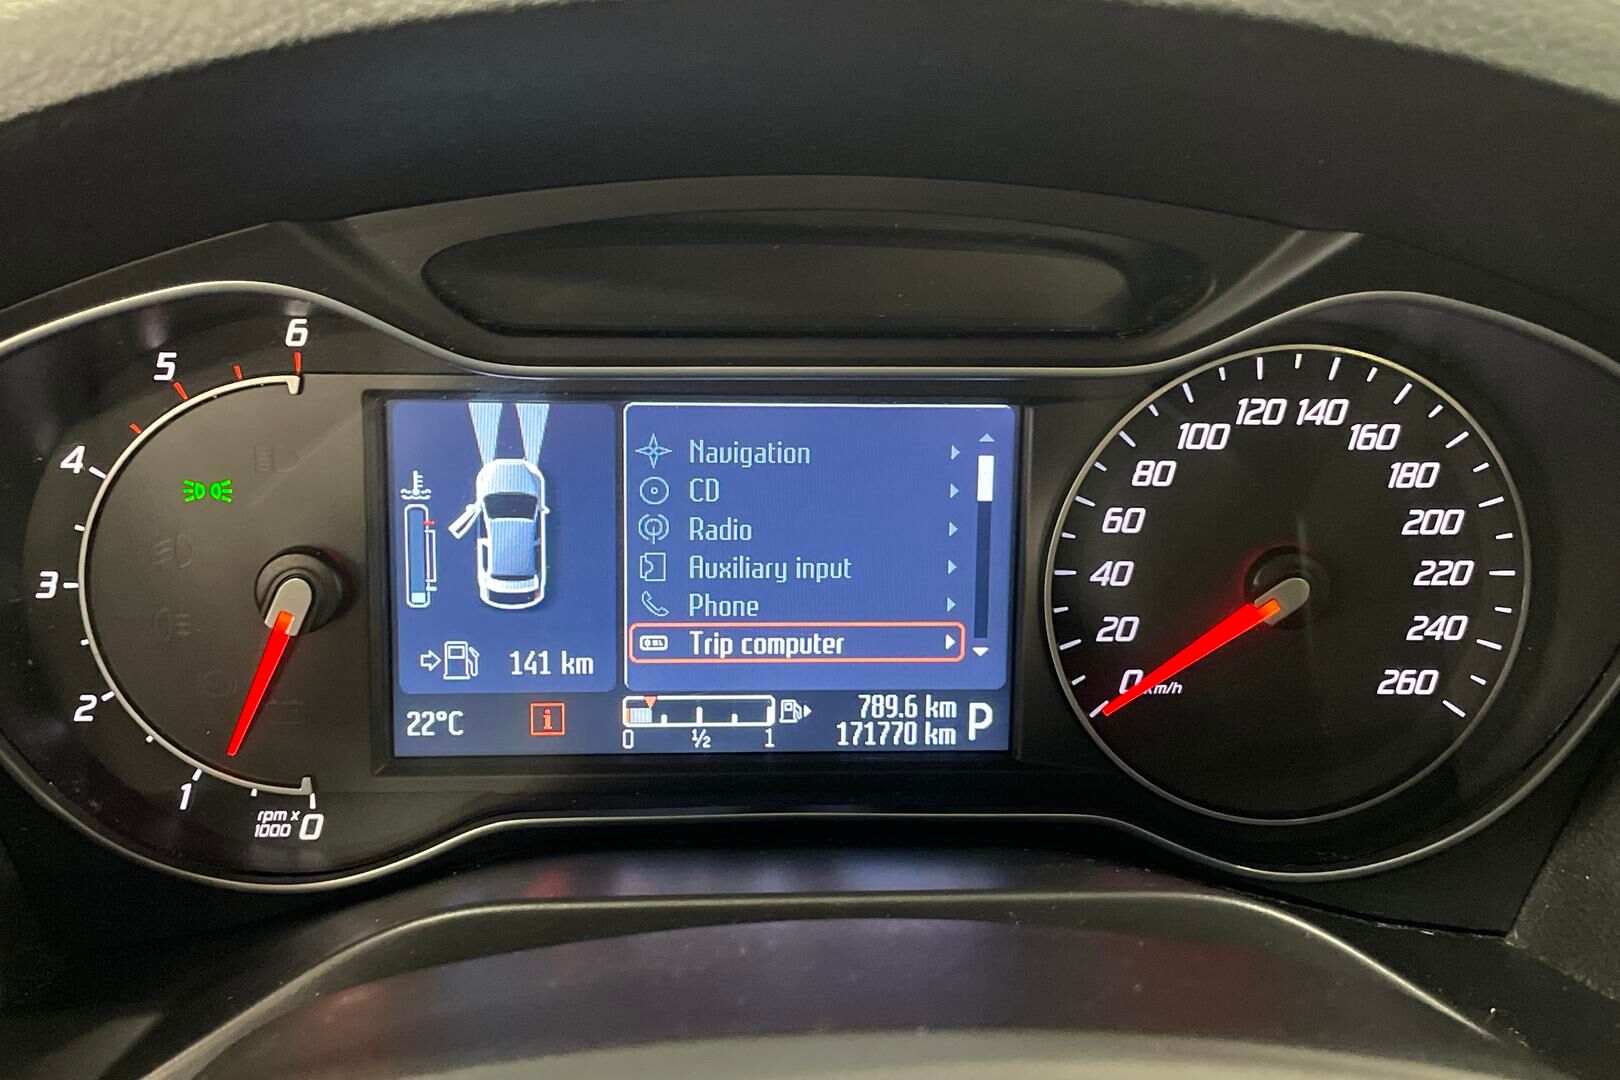 6
5
4
3
2
1
rpm x
1000 0
Navigation
CD
Radio
Auxiliary input
Phone
Trip computer
141 km
22°C
i
0 ½ 1
789.6 km
171770 km
P
0 km/h
20
40
60
80
100
120
140
160
180
200
220
240
260